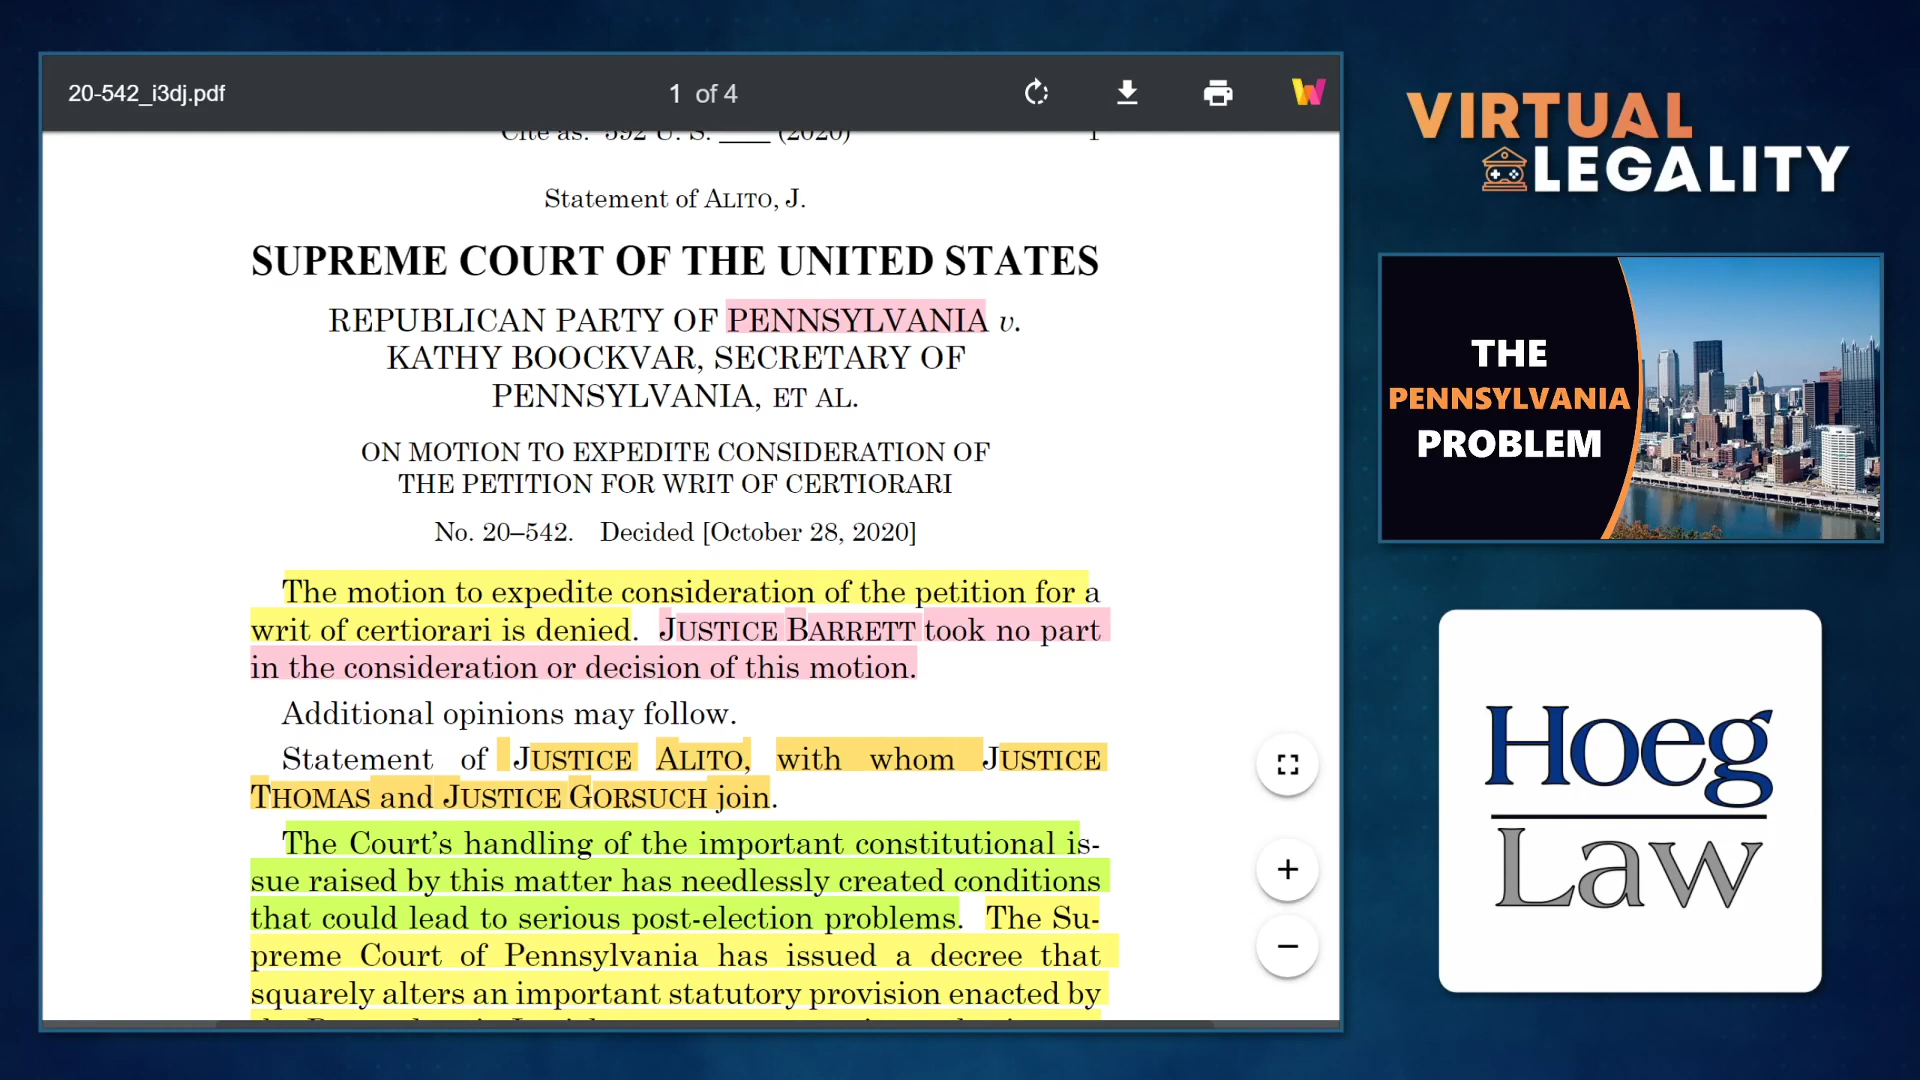 20-542_i3dj.pdf
1 of 4
Cite as: 592 U. S. ____ (2020)
1
Statement of ALITO, J.
SUPREME COURT OF THE UNITED STATES
REPUBLICAN PARTY OF PENNSYLVANIA v.
KATHY BOOCKVAR, SECRETARY OF
PENNSYLVANIA, ET AL.
ON MOTION TO EXPEDITE CONSIDERATION OF
THE PETITION FOR WRIT OF CERTIORARI
No. 20–542. Decided [October 28, 2020]
The motion to expedite consideration of the petition for a
writ of certiorari is denied. JUSTICE BARRETT took no part
in the consideration or decision of this motion.
Additional opinions may follow.
Statement of JUSTICE ALITO, with whom JUSTICE
THOMAS and JUSTICE GORSUCH join.
The Court’s handling of the important constitutional is-
sue raised by this matter has needlessly created conditions
that could lead to serious post-election problems. The Su-
preme Court of Pennsylvania has issued a decree that
squarely alters an important statutory provision enacted by
VIRTUAL
LEGALITY
THE
PENNSYLVANIA
PROBLEM
Hoeg
Law